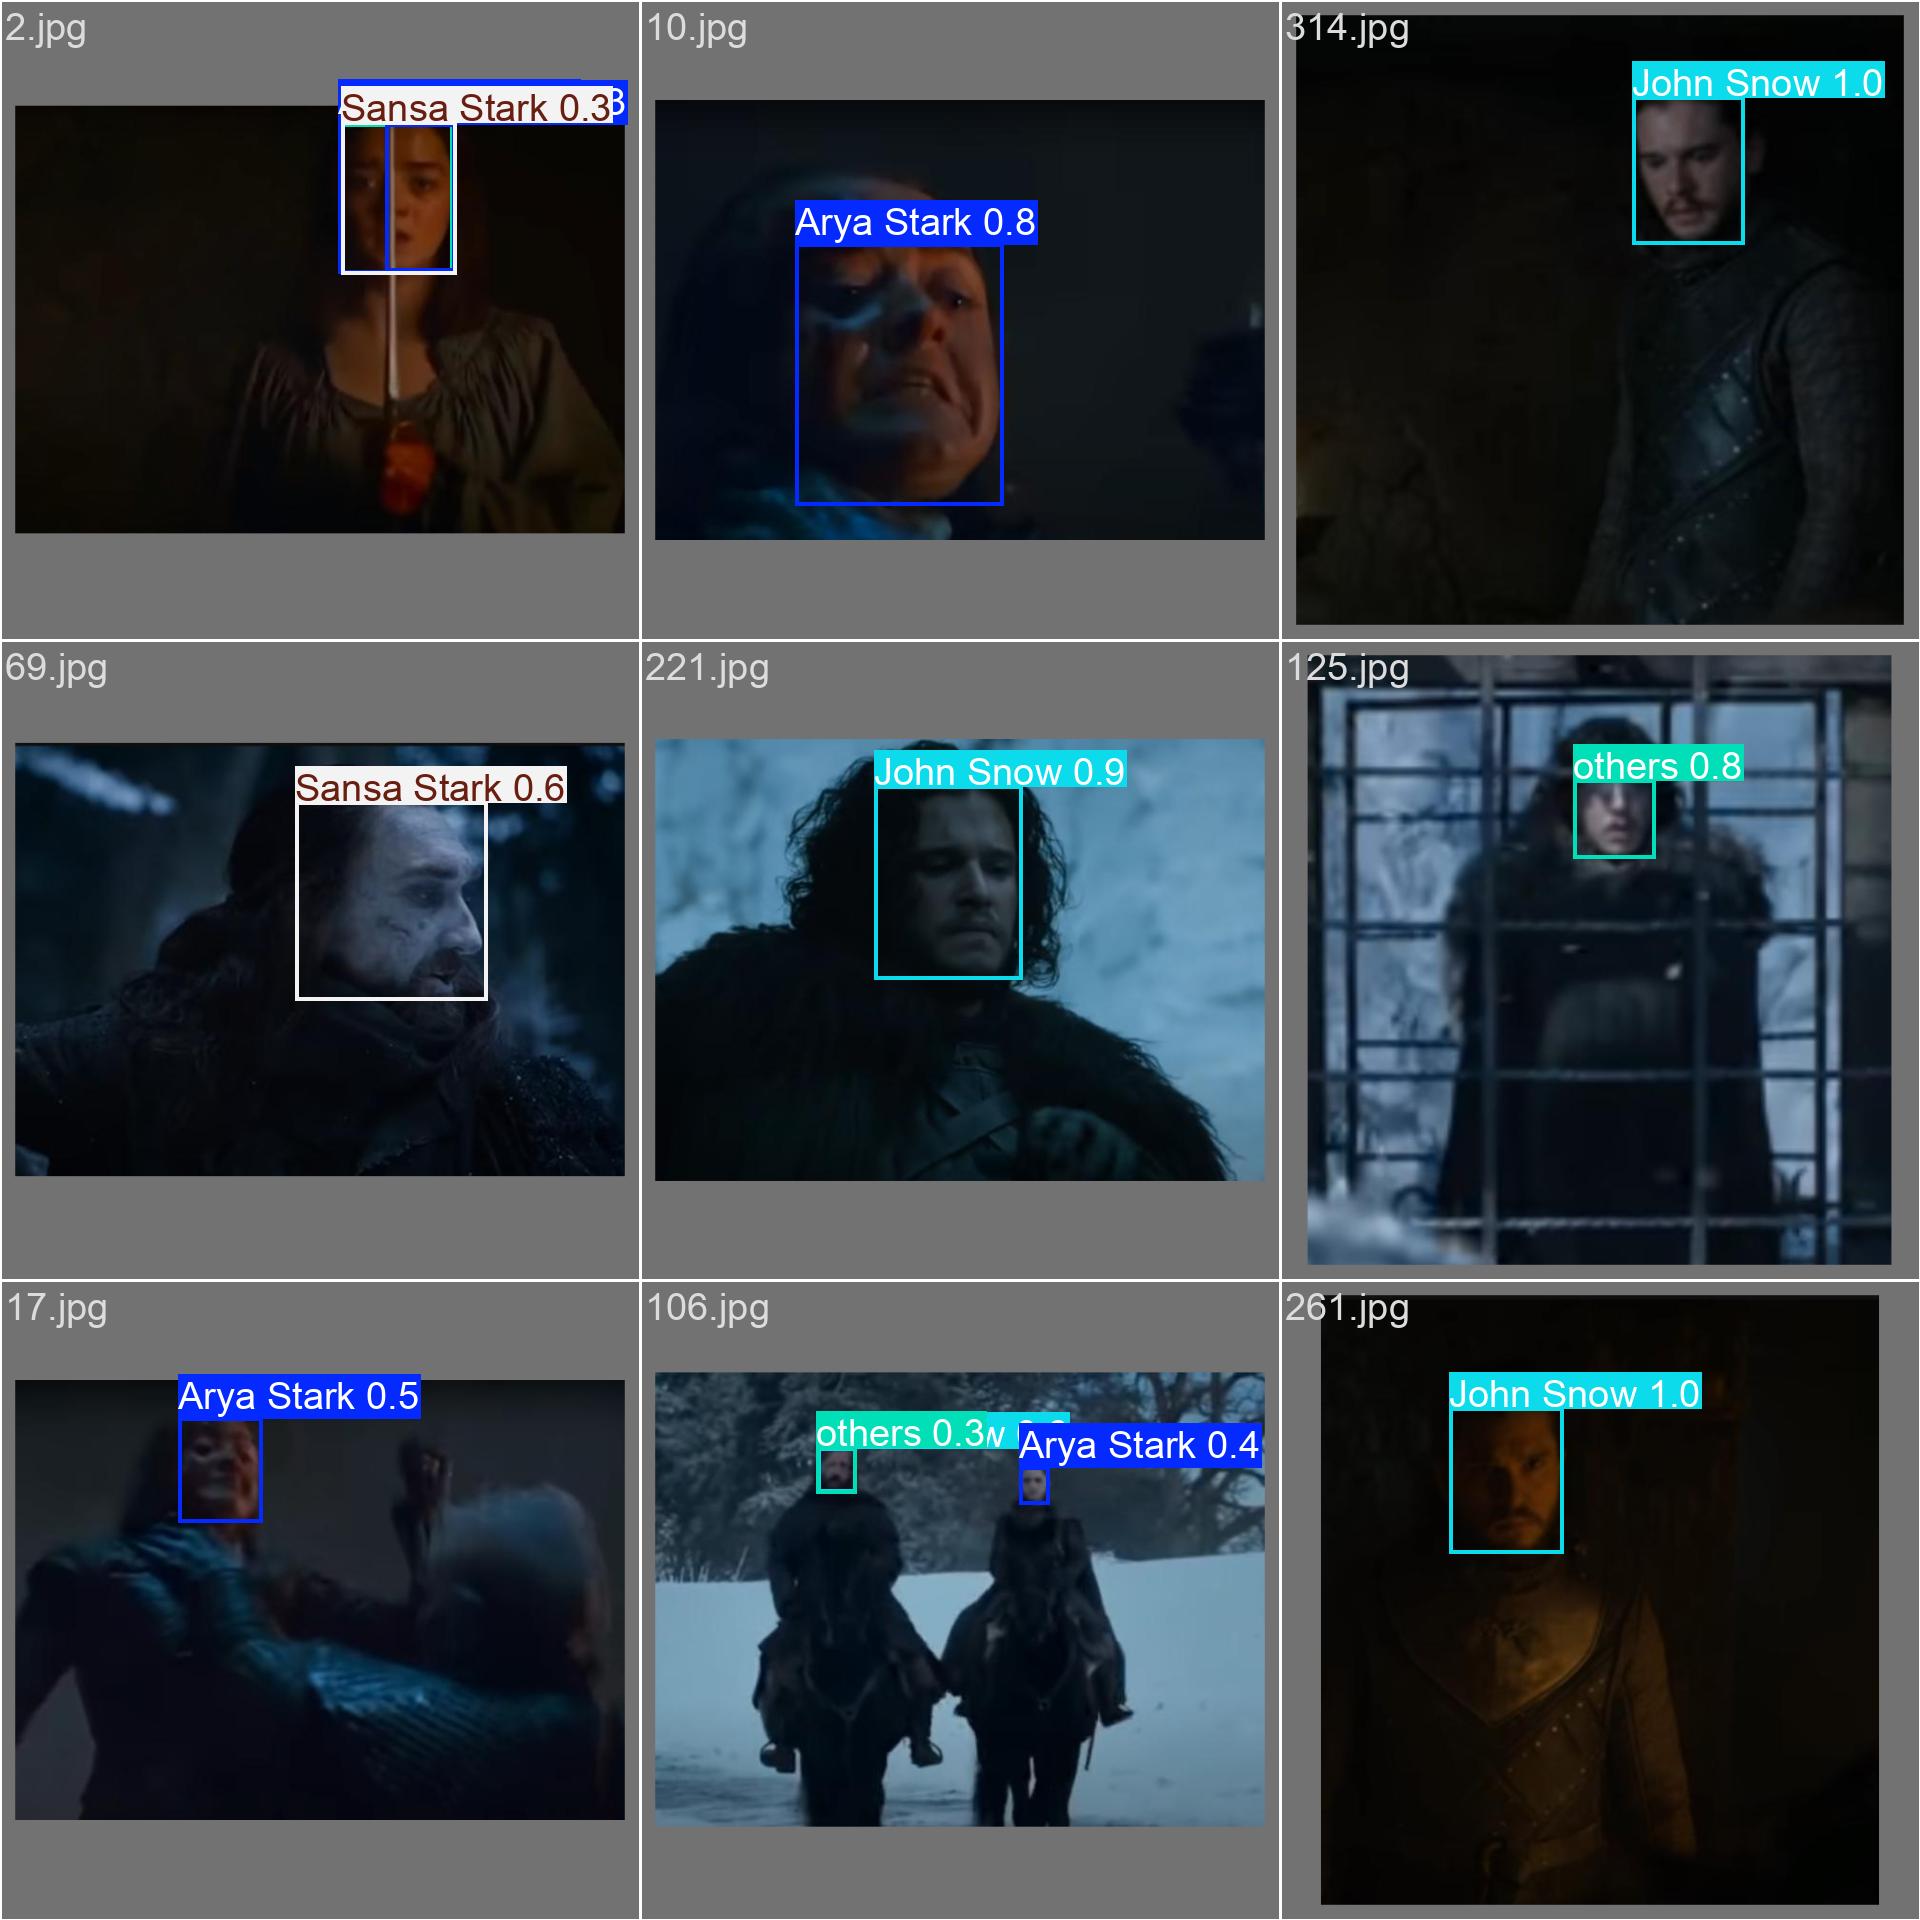 2.jpg
Sansa Stark 0.3
10.jpg
Arya Stark 0.8
314.jpg
John Snow 1.0
69.jpg
Sansa Stark 0.6
221.jpg
John Snow 0.9
125.jpg
others 0.8
17.jpg
Arya Stark 0.5
106.jpg
others 0.3
Arya Stark 0.4
261.jpg
John Snow 1.0